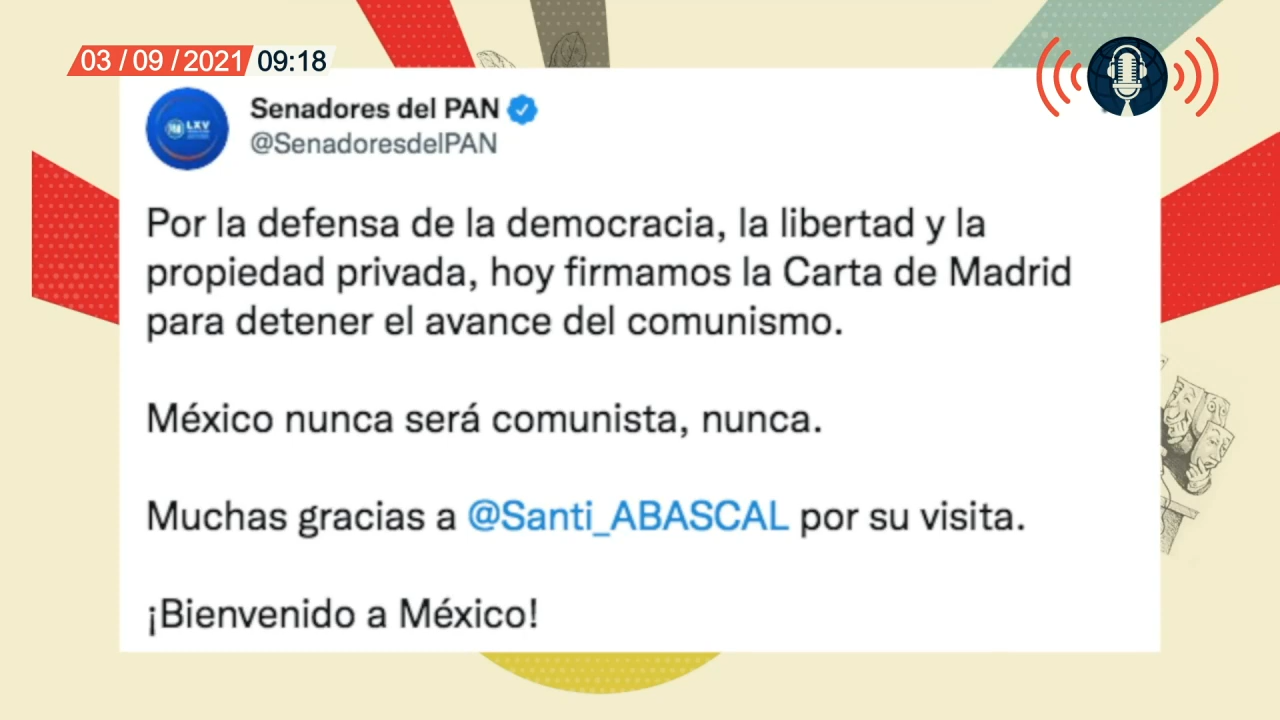 03 / 09 / 2021 09:18
Senadores del PAN
@SenadoresdelPAN
LXV
Por la defensa de la democracia, la libertad y la
propiedad privada, hoy firmamos la Carta de Madrid
para detener el avance del comunismo.
México nunca será comunista, nunca.
Muchas gracias a @Santi_ABASCAL por su visita.
¡Bienvenido a México!